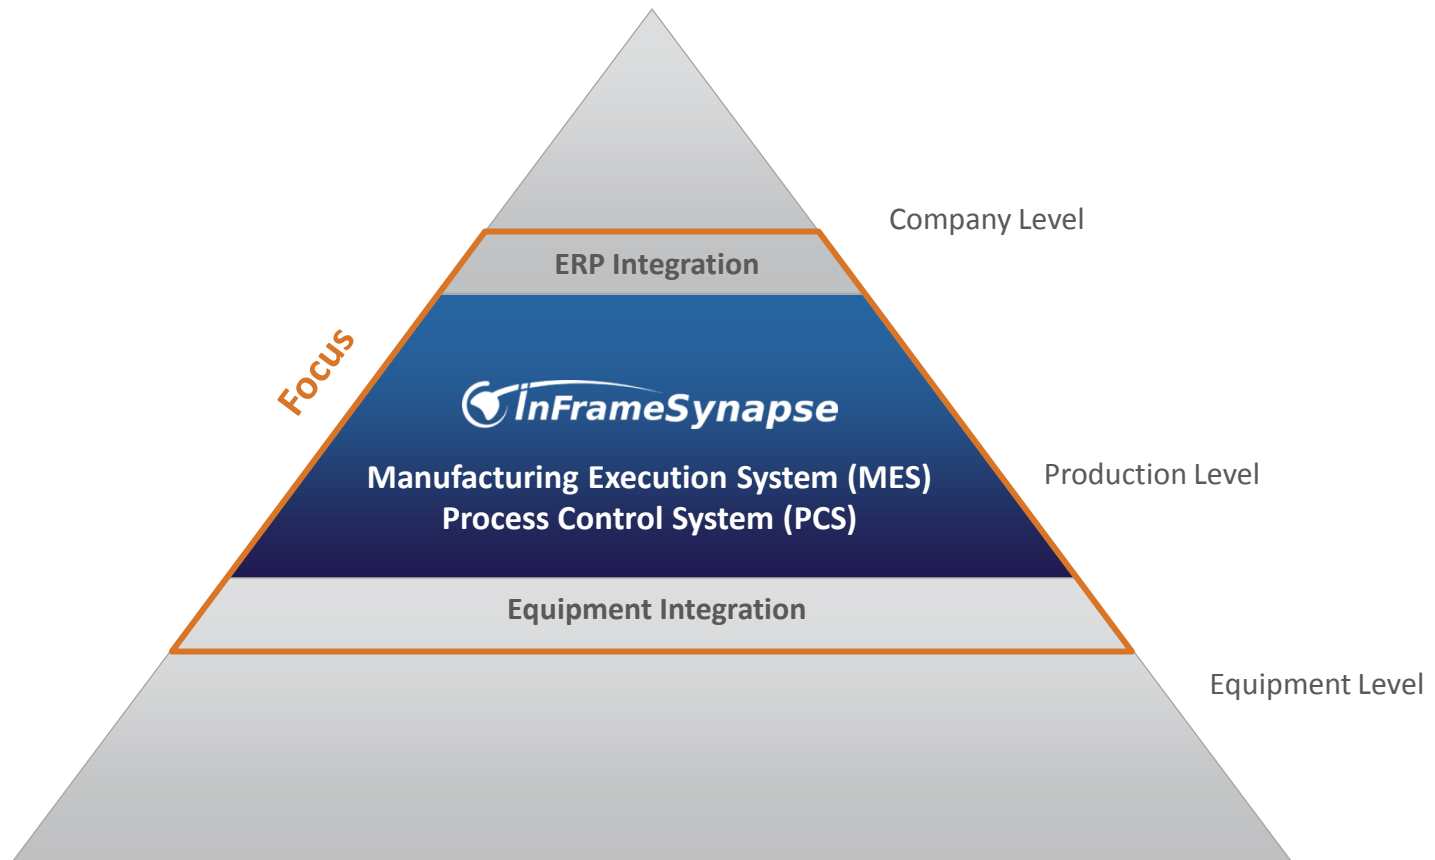 Company Level
ERP Integration
Focus
InFrameSynapse
Manufacturing Execution System (MES)
Production Level
Process Control System (PCS)
Equipment Integration
Equipment Level